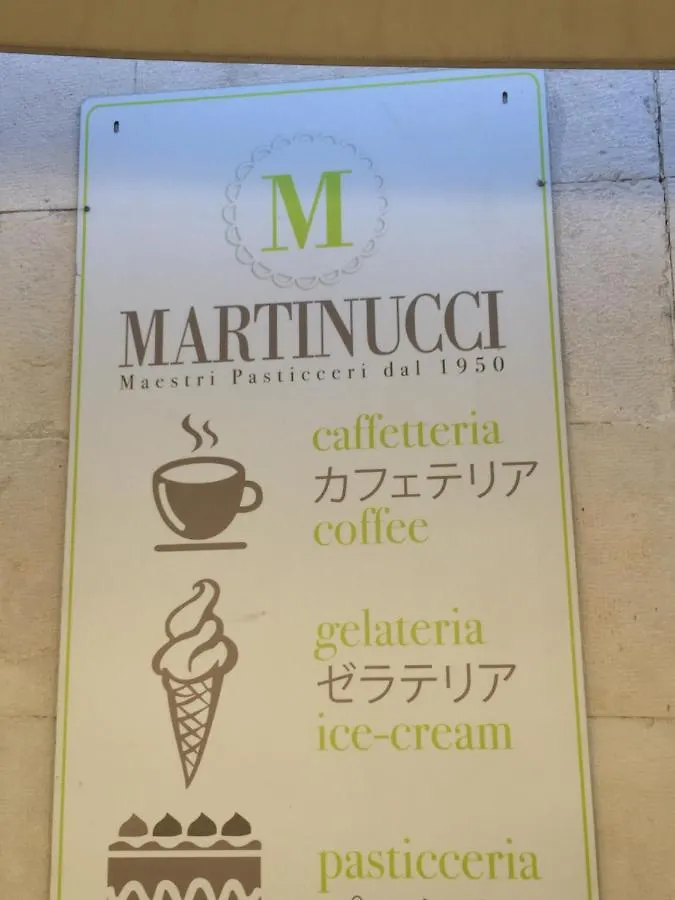 M
MARTINUCCI
Maestri Pasticceri dal 1950
caffetteria
カフェテリア
coffee
gelateria
ゼラテリア
ice-cream
pasticceria